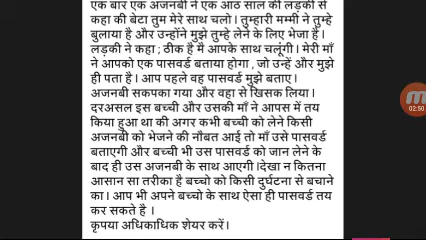 एक बार एक अजनबी ने एक आठ साल की लड़की से
कहा की बेटा तुम मेरे साथ चलो। तुम्हारी मम्मी ने तुम्हे
बुलाया है और उन्होंने मुझे तुम्हे लेने के लिए भेजा है।
लड़की ने कहा ; ठीक है मैं आपके साथ चलूंगी। मेरी माँ
ने आपको एक पासवर्ड बताया होगा , जो उन्हें और मुझे
ही पता है। आप पहले वह पासवर्ड मुझे बताए।
अजनबी सकपका गया और वहा से खिसक लिया।
दरअसल इस बच्ची और उसकी माँ ने आपस में तय
किया हुआ था की अगर कभी बच्ची को लेने किसी
अजनबी को भेजने की नौबत आई तो माँ उसे पासवर्ड
बताएगी और बच्ची भी उस पासवर्ड को जान लेने के
बाद ही उस अजनबी के साथ आएगी।देखा न कितना
आसान सा तरीका है बच्चो को किसी दुर्घटना से बचाने
का। आप भी अपने बच्चो के साथ ऐसा ही पासवर्ड तय
कर सकते है ।
कृपया अधिकाधिक शेयर करें।
02:50